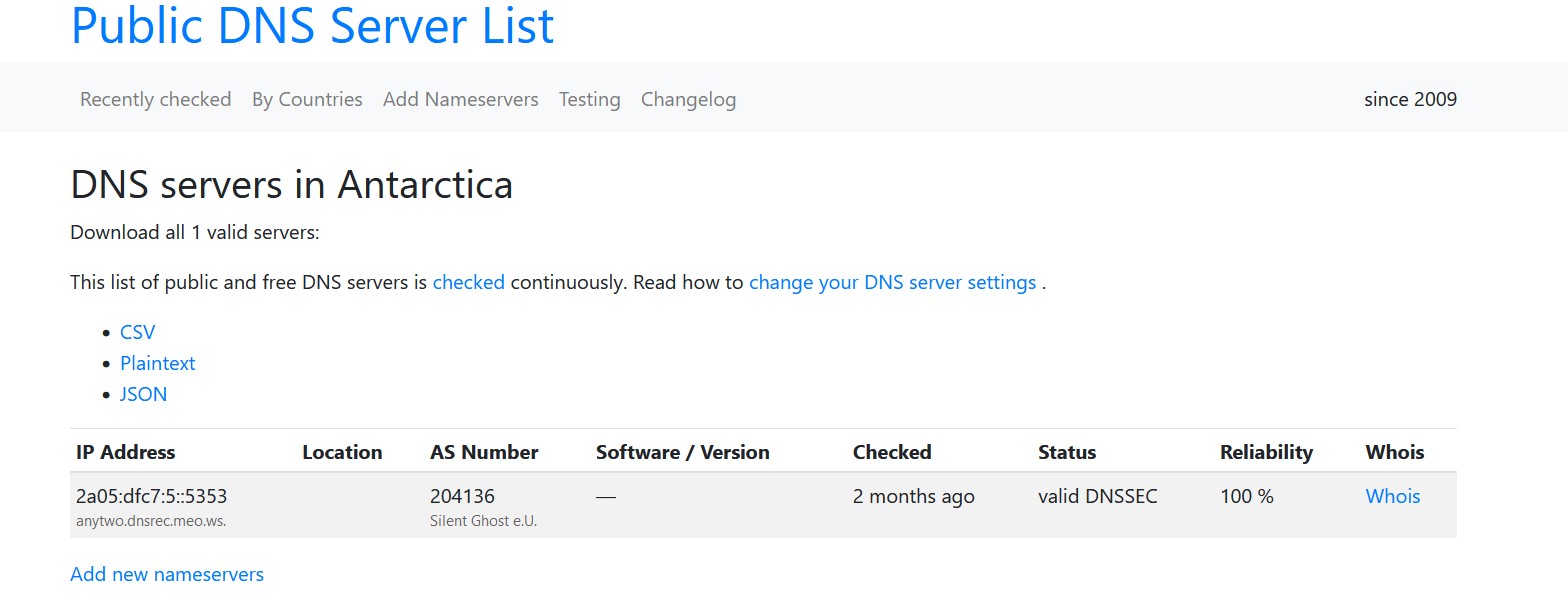 Public DNS Server List
Recently checked By Countries Add Nameservers Testing Changelog since 2009
DNS servers in Antarctica
Download all 1 valid servers:
This list of public and free DNS servers is checked continuously. Read how to change your DNS server settings .
CSV
Plaintext
JSON
IP Address Location AS Number Software / Version Checked Status Reliability Whois
2a05:dfc7:5::5353 204136 — 2 months ago valid DNSSEC 100 % Whois
anytwo.dnsrec.meo.ws. Silent Ghost e.U.
Add new nameservers